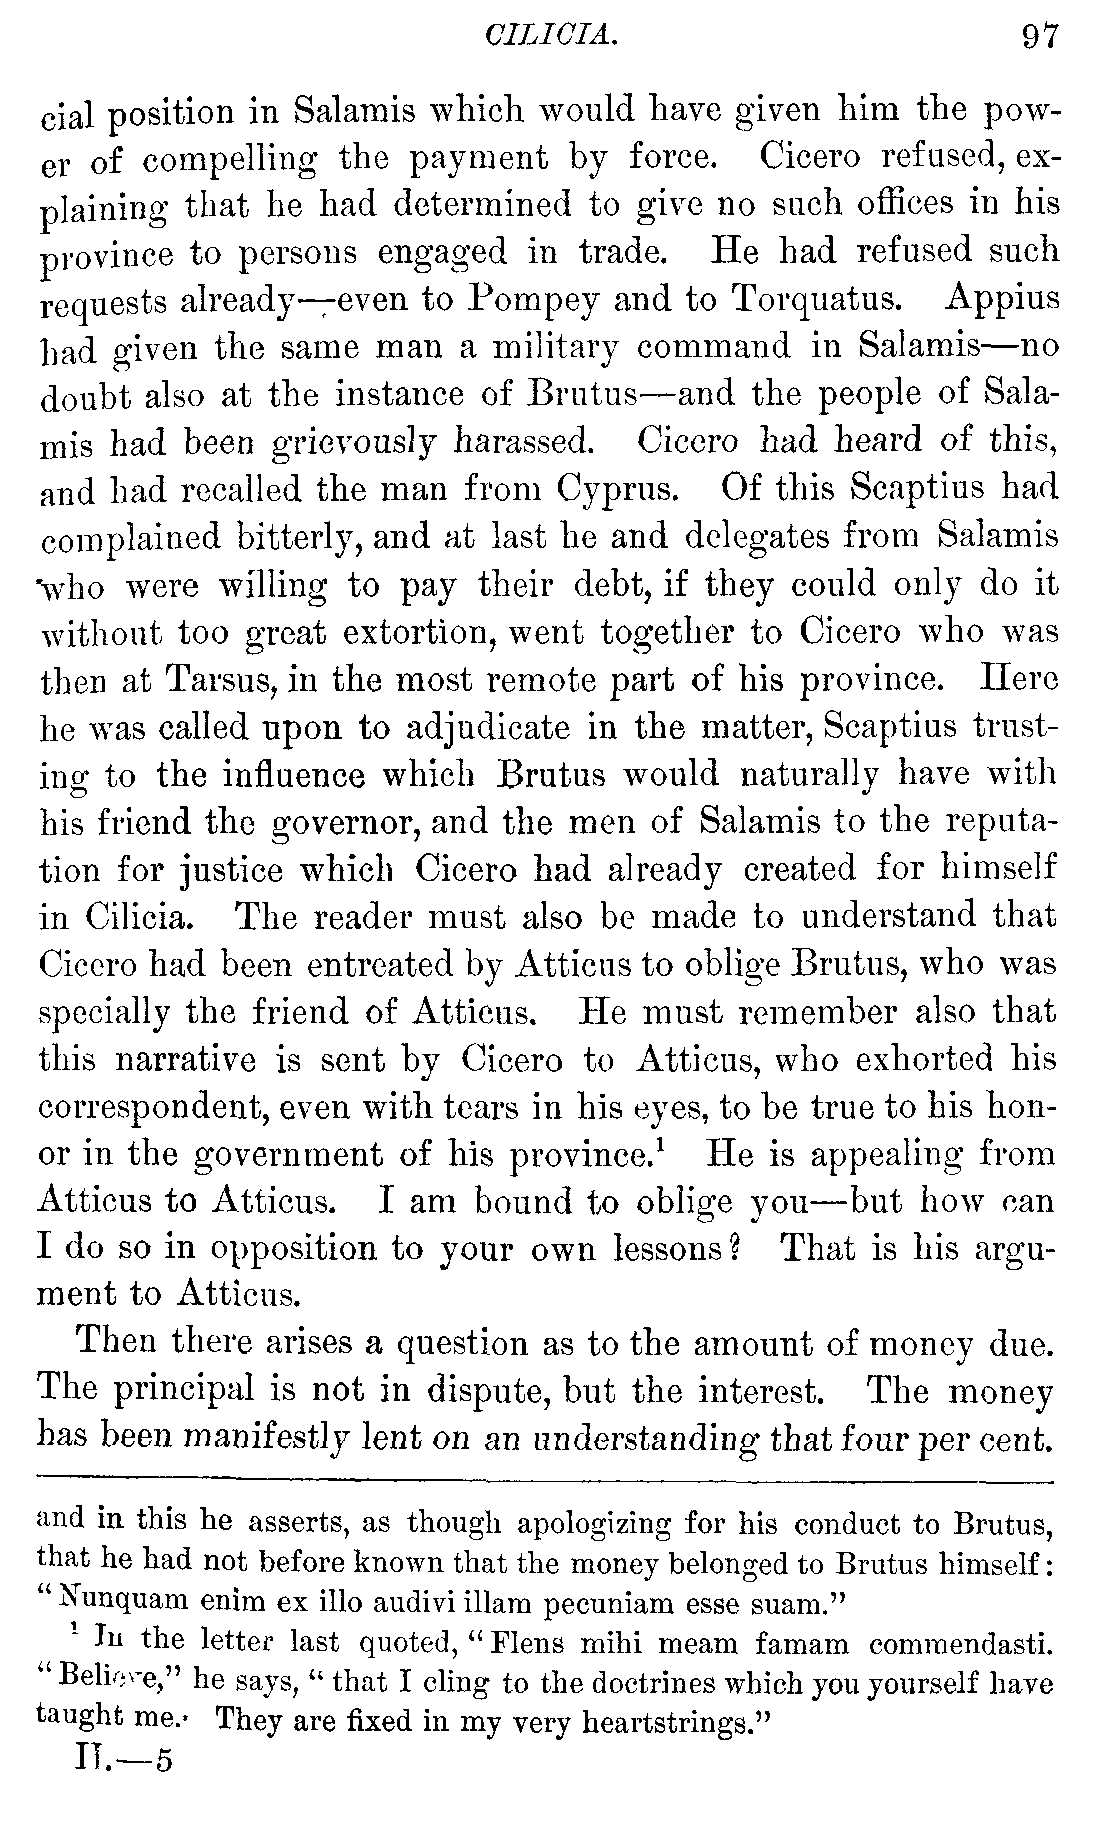 CILICIA. 97
cial position in Salamis which would have given him the pow-
er of compelling the payment by force. Cicero refused, ex-
plaining that he had determined to give no such offices in his
province to persons engaged in trade. He had refused such
requests already—even to Pompey and to Torquatus. Appius
had given the same man a military command in Salamis—no
doubt also at the instance of Brutus—and the people of Sala-
mis had been grievously harassed. Cicero had heard of this,
and had recalled the man from Cyprus. Of this Scaptius had
complained bitterly, and at last he and delegates from Salamis
who were willing to pay their debt, if they could only do it
without too great extortion, went together to Cicero who was
then at Tarsus, in the most remote part of his province. Here
he was called upon to adjudicate in the matter, Scaptius trust-
ing to the influence which Brutus would naturally have with
his friend the governor, and the men of Salamis to the reputa-
tion for justice which Cicero had already created for himself
in Cilicia. The reader must also be made to understand that
Cicero had been entreated by Atticus to oblige Brutus, who was
specially the friend of Atticus. He must remember also that
this narrative is sent by Cicero to Atticus, who exhorted his
correspondent, even with tears in his eyes, to be true to his hon-
or in the government of his province.¹ He is appealing from
Atticus to Atticus. I am bound to oblige you—but how can
I do so in opposition to your own lessons? That is his argu-
ment to Atticus.
Then there arises a question as to the amount of money due.
The principal is not in dispute, but the interest. The money
has been manifestly lent on an understanding that four per cent.
and in this he asserts, as though apologizing for his conduct to Brutus,
that he had not before known that the money belonged to Brutus himself:
“Nunquam enim ex illo audivi illam pecuniam esse suam.”
¹ In the letter last quoted, “Flens mihi meam famam commendasti.
“Believe,” he says, “that I cling to the doctrines which you yourself have
taught me. They are fixed in my very heartstrings.”
II.—5